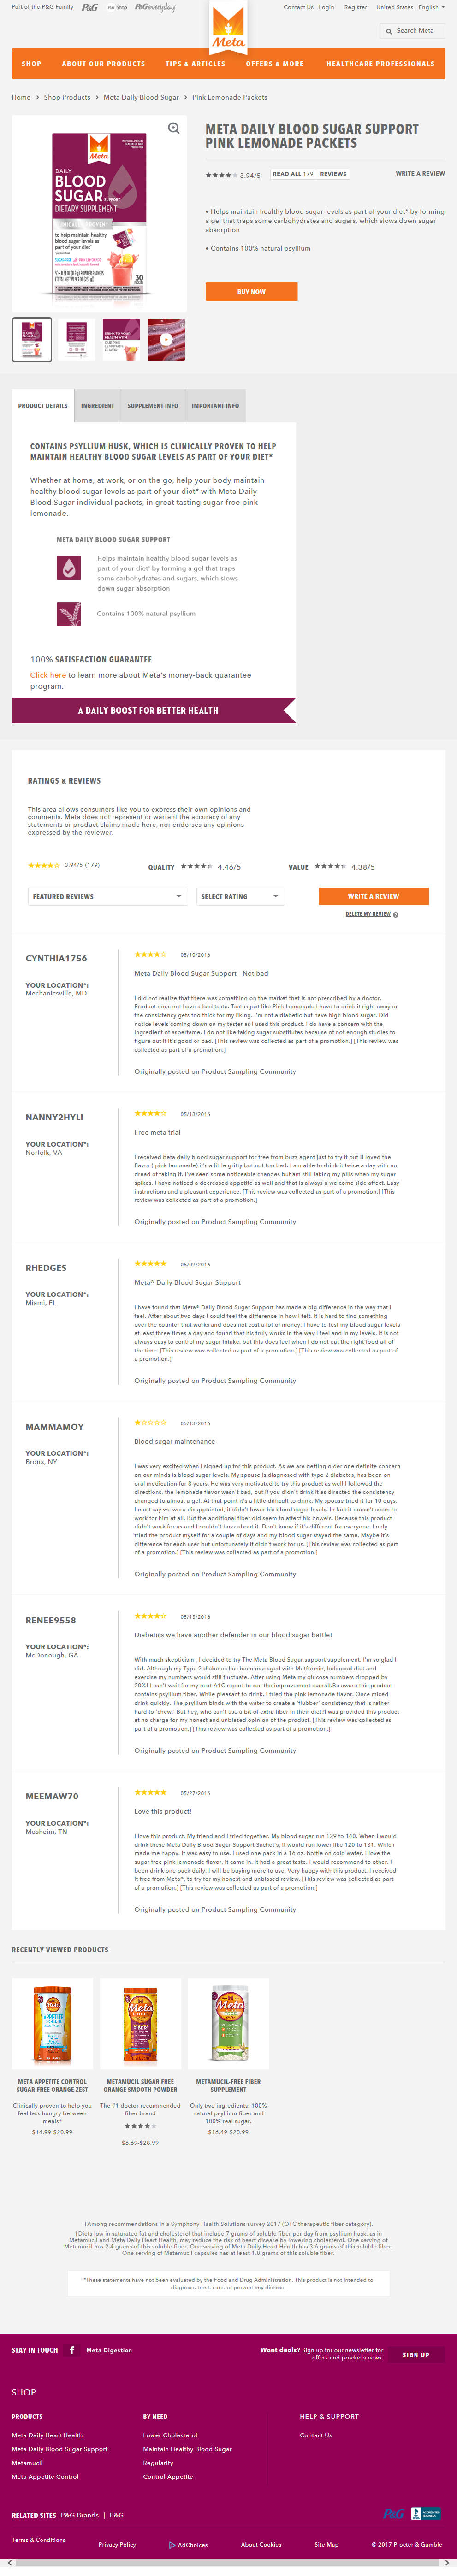 Part of the P&G Family P&G P&G Shop P&Geveryday
Contact Us Login Register United States - English
Meta
Search Meta
SHOP ABOUT OUR PRODUCTS TIPS & ARTICLES OFFERS & MORE HEALTHCARE PROFESSIONALS
Home > Shop Products > Meta Daily Blood Sugar > Pink Lemonade Packets
Meta
DAILY
BLOOD
SUGAR SUPPORT
DIETARY SUPPLEMENT
to help maintain healthy
blood sugar levels as
part of your diet*
30
META DAILY BLOOD SUGAR SUPPORT
PINK LEMONADE PACKETS
3.94/5 READ ALL 179 REVIEWS WRITE A REVIEW
• Helps maintain healthy blood sugar levels as part of your diet* by forming
a gel that traps some carbohydrates and sugars, which slows down sugar
absorption
• Contains 100% natural psyllium
BUY NOW
PRODUCT DETAILS INGREDIENT SUPPLEMENT INFO IMPORTANT INFO
CONTAINS PSYLLIUM HUSK, WHICH IS CLINICALLY PROVEN TO HELP
MAINTAIN HEALTHY BLOOD SUGAR LEVELS AS PART OF YOUR DIET*
Whether at home, at work, or on the go, help your body maintain
healthy blood sugar levels as part of your diet* with Meta Daily
Blood Sugar individual packets, in great tasting sugar-free pink
lemonade.
META DAILY BLOOD SUGAR SUPPORT
Helps maintain healthy blood sugar levels as
part of your diet* by forming a gel that traps
some carbohydrates and sugars, which slows
down sugar absorption
Contains 100% natural psyllium
100% SATISFACTION GUARANTEE
Click here to learn more about Meta's money-back guarantee
program.
A DAILY BOOST FOR BETTER HEALTH
RATINGS & REVIEWS
This area allows consumers like you to express their own opinions and
comments. Meta does not represent or warrant the accuracy of any
statements or product claims made here, nor endorses any opinions
expressed by the reviewer.
3.94/5 (179) QUALITY 4.46/5 VALUE 4.38/5
FEATURED REVIEWS SELECT RATING WRITE A REVIEW
DELETE MY REVIEW ?
CYNTHIA1756
YOUR LOCATION*:
Mechanicsville, MD
05/10/2016
Meta Daily Blood Sugar Support - Not bad
I did not realize that there was something on the market that is not prescribed by a doctor.
Product does not have a bad taste. Tastes just like Pink Lemonade I have to drink it right away or
the consistency gets too thick for my liking. I'm not a diabetic but have high blood sugar. Did
notice levels coming down on my tester as I used this product. I do have a concern with the
ingredient of aspertame. I do not like taking sugar substitutes because of not enough studies to
figure out if it's good or bad. [This review was collected as part of a promotion.] [This review was
collected as part of a promotion.]
Originally posted on Product Sampling Community
NANNY2HYLI
YOUR LOCATION*:
Norfolk, VA
05/13/2016
Free meta trial
I received beta daily blood sugar support for free from buzz agent just to try it out !I loved the
flavor ( pink lemonade) it's a little gritty but not too bad. I am able to drink it twice a day with no
dread of taking it. I've seen some noticeable changes but am still taking my pills when my sugar
spikes. I have noticed a decreased appetite as well and that is always a welcome side affect. Easy
instructions and a pleasant experience. [This review was collected as part of a promotion.] [This
review was collected as part of a promotion.]
Originally posted on Product Sampling Community
RHEDGES
YOUR LOCATION*:
Miami, FL
05/09/2016
Meta® Daily Blood Sugar Support
I have found that Meta® Daily Blood Sugar Support has made a big difference in the way that I
feel. After about two days I could feel the difference in how I felt. It is hard to find something
over the counter that works and does not cost a lot of money. I have to test my blood sugar levels
at least three times a day and found that his truly works in the way I feel and in my levels. It is not
always easy to control my sugar intake, but this does feel when I do not eat the right food all of
the time. [This review was collected as part of a promotion.] [This review was collected as part of
a promotion.]
Originally posted on Product Sampling Community
MAMMAMOY
YOUR LOCATION*:
Bronx, NY
05/13/2016
Blood sugar maintenance
I was very excited when I signed up for this product. As we are getting older one definite concern
on our minds is blood sugar levels. My spouse is diagnosed with type 2 diabetes, has been on
oral medication for 8 years. He was very motivated to try this product as well.I followed the
directions, the lemonade flavor wasn't bad, but if you didn't drink it as directed the consistency
changed to almost a gel. At that point it's a little difficult to drink. My spouse tried it for 10 days.
I must say we were disappointed, it didn't lower his blood sugar levels. In fact it doesn't seem to
work for him at all. But the additional fiber did seem to affect his bowels. Because this product
didn't work for us and I couldn't buzz about it. Don't know if it's different for everyone. I only
tried the product myself for a couple of days and my blood sugar stayed the same. Maybe it's
difference for each user but unfortunately it didn't work for us. [This review was collected as part
of a promotion.] [This review was collected as part of a promotion.]
Originally posted on Product Sampling Community
RENEE9558
YOUR LOCATION*:
McDonough, GA
05/13/2016
Diabetics we have another defender in our blood sugar battle!
With much skepticism , I decided to try The Meta Blood Sugar support supplement. I'm so glad I
did. Although my Type 2 diabetes has been managed with Metformin, balanced diet and
exercise my numbers would still fluctuate. After using Meta my glucose numbers dropped by
20%! I can't wait for my next A1C report to see the improvement overall.Be aware this product
contains psyllium fiber. While pleasant to drink. I tried the pink lemonade flavor. Once mixed
drink quickly. The psyllium binds with the water to create a 'flubber' consistency that is rather
hard to 'chew.' But hey, who can't use a bit of extra fiber in their diet?I was provided this product
at no charge for my honest and unbiased opinion of the product. [This review was collected as
part of a promotion.] [This review was collected as part of a promotion.]
Originally posted on Product Sampling Community
MEEMAW70
YOUR LOCATION*:
Mosheim, TN
05/27/2016
Love this product!
I love this product. My friend and I tried together. My blood sugar run 129 to 140. When I would
drink these Meta Daily Blood Sugar Support Sachet's, it would run lower like 120 to 131. Which
made me happy. It was easy to use. I used one pack in a 16 oz. bottle on cold water. I love the
sugar free pink lemonade flavor, it came in. It had a great taste. I would recommend to other. I
been drink one pack daily. I will be buying more to use. Very happy with this product. I received
it free from Meta®, to try for my honest and unbiased review. [This review was collected as part
of a promotion.] [This review was collected as part of a promotion.]
Originally posted on Product Sampling Community
RECENTLY VIEWED PRODUCTS
META APPETITE CONTROL
SUGAR-FREE ORANGE ZEST
Clinically proven to help you
feel less hungry between
meals*
$14.99-$20.99
METAMUCIL SUGAR FREE
ORANGE SMOOTH POWDER
The #1 doctor recommended
fiber brand
$6.69-$28.99
METAMUCIL-FREE FIBER
SUPPLEMENT
Only two ingredients: 100%
natural psyllium fiber and
100% real sugar.
$16.49-$20.99
‡Among recommendations in a Symphony Health Solutions survey 2017 (OTC therapeutic fiber category).
†Diets low in saturated fat and cholesterol that include 7 grams of soluble fiber per day from psyllium husk, as in
Metamucil and Meta Daily Heart Health, may reduce the risk of heart disease by lowering cholesterol. One serving of
Metamucil has 2.4 grams of this soluble fiber. One serving of Meta Daily Heart Health has 3.6 grams of this soluble fiber.
One serving of Metamucil capsules has at least 1.8 grams of this soluble fiber.
*These statements have not been evaluated by the Food and Drug Administration. This product is not intended to
diagnose, treat, cure, or prevent any disease.
STAY IN TOUCH f Meta Digestion
Want deals? Sign up for our newsletter for
offers and products news.
SIGN UP
SHOP
PRODUCTS
Meta Daily Heart Health
Meta Daily Blood Sugar Support
Metamucil
Meta Appetite Control
BY NEED
Lower Cholesterol
Maintain Healthy Blood Sugar
Regularity
Control Appetite
HELP & SUPPORT
Contact Us
RELATED SITES P&G Brands | P&G
P&G
Terms & Conditions Privacy Policy AdChoices About Cookies Site Map © 2017 Procter & Gamble